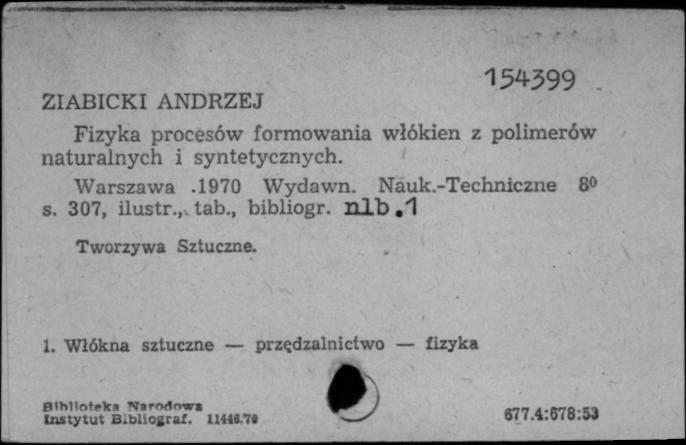 154399
ZIABICKI ANDRZEJ
Fizyka procesów formowania włókien z polimerów
naturalnych i syntetycznych.
Warszawa .1970 Wydawn. Nauk.-Techniczne 8⁰
s. 307, ilustr., tab., bibliogr. nlb.1
Tworzywa Sztuczne.
1. Włókna sztuczne — przędzalnictwo — fizyka
Biblioteka Narodowa
Instytut Bibliograf. 11446.70
677.4:678:53